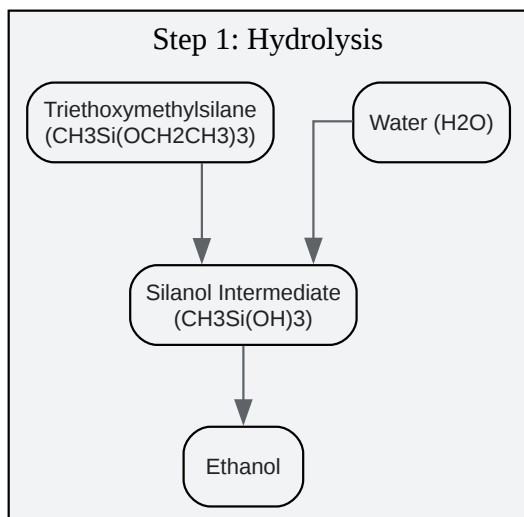 Step 1: Hydrolysis
Triethoxymethylsilane
(CH3Si(OCH2CH3)3)
Water (H2O)
Silanol Intermediate
(CH3Si(OH)3)
Ethanol